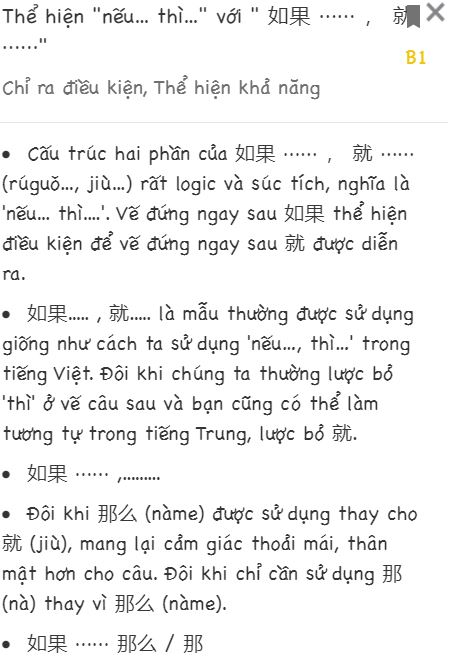 Thể hiện "nếu... thì..." với " 如果 …… ， 就
……"
B1
Chỉ ra điều kiện, Thể hiện khả năng
• Cấu trúc hai phần của 如果 …… ， 就 ……
(rúguǒ..., jiù...) rất logic và súc tích, nghĩa là
'nếu... thì....'. Vế đứng ngay sau 如果 thể hiện
điều kiện để vế đứng ngay sau 就 được diễn
ra.
• 如果..... , 就..... là mẫu thường được sử dụng
giống như cách ta sử dụng 'nếu..., thì...' trong
tiếng Việt. Đôi khi chúng ta thường lược bỏ
'thì' ở vế câu sau và bạn cũng có thể làm
tương tự trong tiếng Trung, lược bỏ 就.
• 如果 …… ,.........
• Đôi khi 那么 (nàme) được sử dụng thay cho
就 (jiù), mang lại cảm giác thoải mái, thân
mật hơn cho câu. Đôi khi chỉ cần sử dụng 那
(nà) thay vì 那么 (nàme).
• 如果 …… 那么 / 那